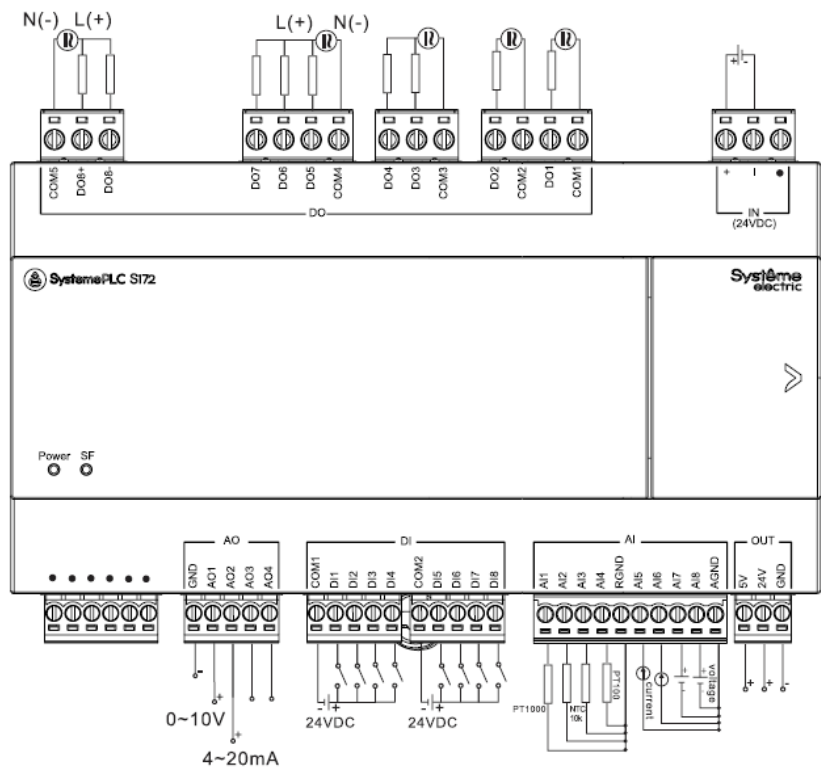 N(-) L(+)
L(+) N(-)
COM5 DO8+ DO8-
DO7 DO6 DO5 COM4
DO4 DO3 COM3
DO2 COM2 DO1 COM1
+ - + I ●
DO
IN
(24VDC)
SystemePLC S172
Systême
electric
Power SF
AO
DI
AI
OUT
GND AO1 AO2 AO3 AO4
COM1 DI1 DI2 DI3 DI4
COM2 DI5 DI6 DI7 DI8
AI1 AI2 AI3 AI4 RGND AI5 AI6 AI7 AI8 AGND
5V 24V GND
- + +
0~10V
4~20mA
- +
24VDC
- +
24VDC
PT1000
NTC
10k
PT100
current
voltage
+ + -